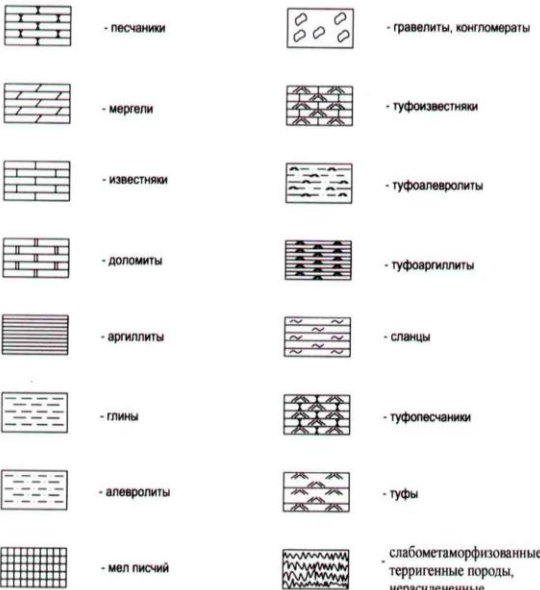 - песчаники
- мергели
- известняки
- доломиты
- аргиллиты
- глины
- алевролиты
- мел писчий
- гравелиты, конгломераты
- туфоизвестняки
- туфоалевролиты
- туфоаргиллиты
- сланцы
- туфопесчаники
- туфы
- слабометаморфизованные
терригенные породы,
нерасчлененные